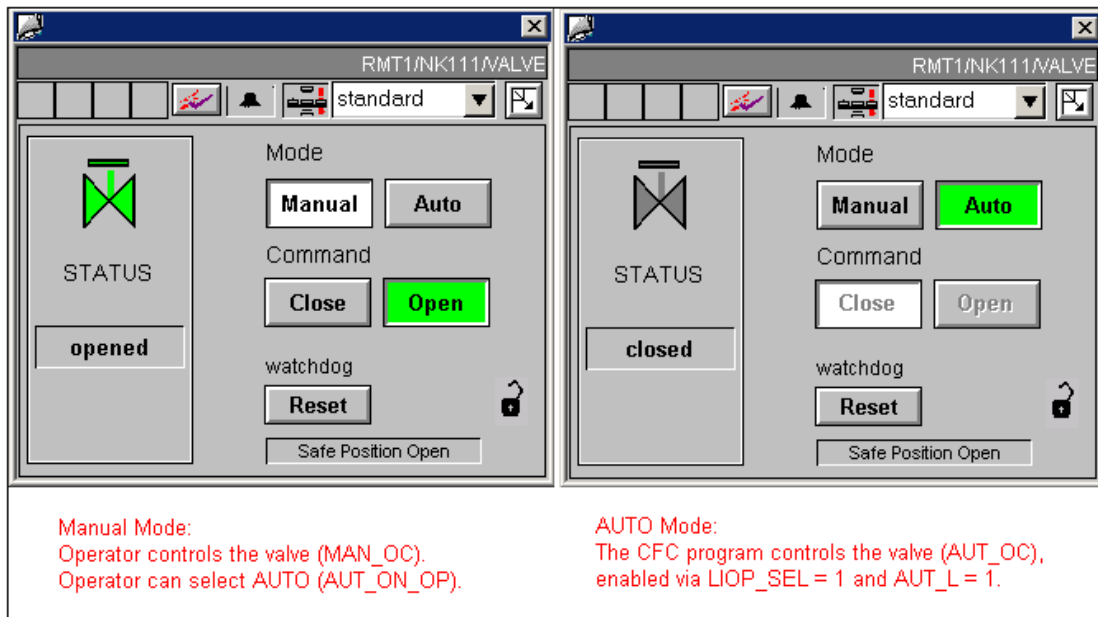 RMT1/NK111/VALVE
standard
Mode
Manual Auto
Command
STATUS
Close Open
opened
watchdog
Reset
Safe Position Open
RMT1/NK111/VALVE
standard
Mode
Manual Auto
Command
STATUS
Close Open
closed
watchdog
Reset
Safe Position Open
Manual Mode:
Operator controls the valve (MAN_OC).
Operator can select AUTO (AUT_ON_OP).
AUTO Mode:
The CFC program controls the valve (AUT_OC),
enabled via LIOP_SEL = 1 and AUT_L = 1.